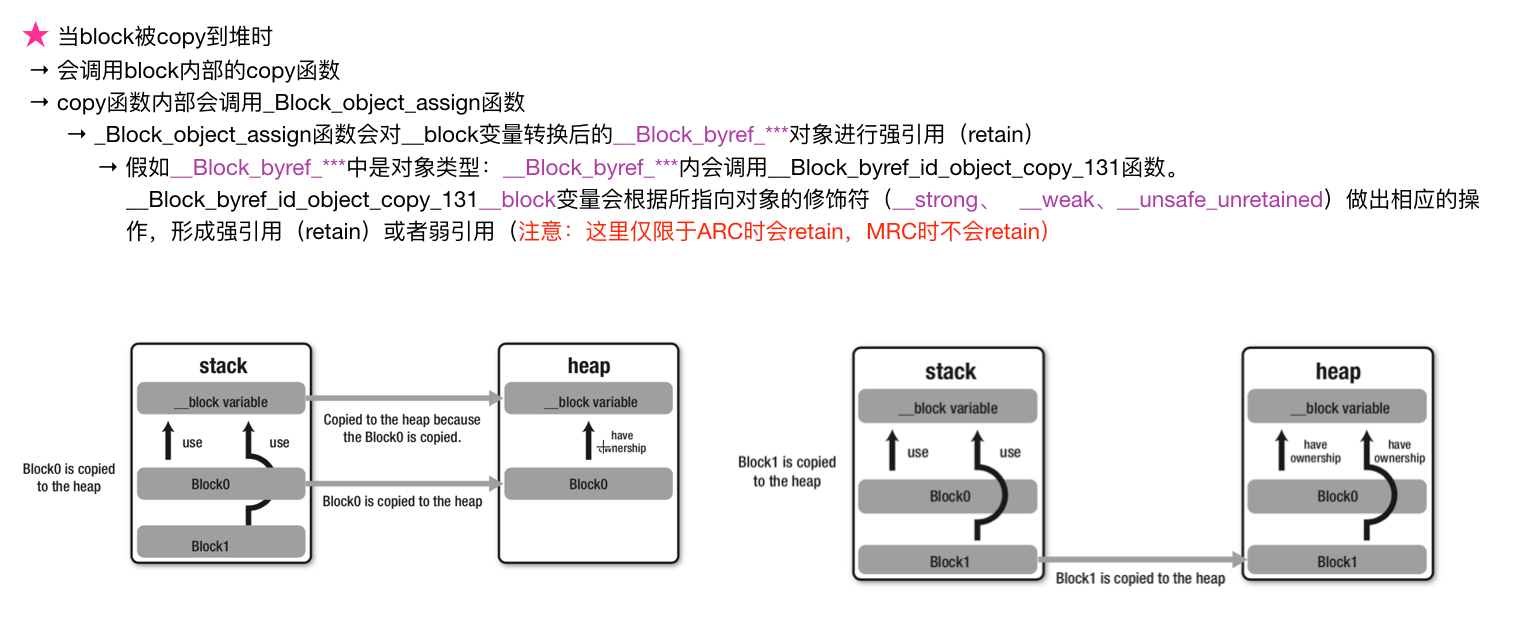 ★ 当block被copy到堆时
→ 会调用block内部的copy函数
→ copy函数内部会调用_Block_object_assign函数
→ _Block_object_assign函数会对__block变量转换后的__Block_byref_***对象进行强引用（retain）
→ 假如__Block_byref_***中是对象类型：__Block_byref_***内会调用__Block_byref_id_object_copy_131函数。
__Block_byref_id_object_copy_131__block变量会根据所指向对象的修饰符（__strong、 __weak、__unsafe_unretained）做出相应的操
作，形成强引用（retain）或者弱引用（注意：这里仅限于ARC时会retain，MRC时不会retain）
Block0 is copied
to the heap
stack
__block variable
use
use
Block0
Block1
Copied to the heap because
the Block0 is copied.
Block0 is copied to the heap
heap
__block variable
have
ownership
Block0
Block1 is copied
to the heap
stack
__block variable
use
use
Block0
Block1
Block1 is copied to the heap
heap
__block variable
have
ownership
have
ownership
Block0
Block1